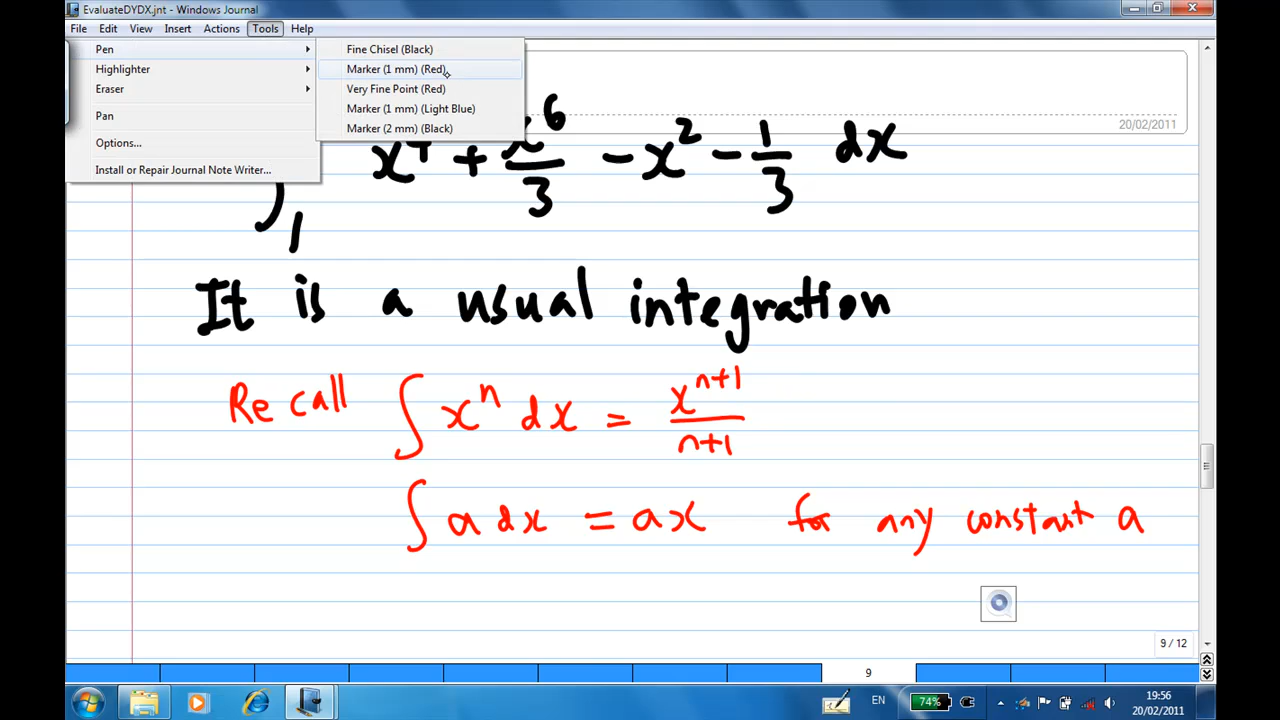 EvaluateDYDX.jnt - Windows Journal
File Edit View Insert Actions Tools Help
Pen
Highlighter
Eraser
Pan
Options...
Install or Repair Journal Note Writer...
Fine Chisel (Black)
Marker (1 mm) (Red)
Very Fine Point (Red)
Marker (1 mm) (Light Blue)
Marker (2 mm) (Black)
20/02/2011
∫₁ x⁴ + x⁶/3 − x² − 1/3 dx
It is a usual integration
Recall ∫ xⁿ dx = xⁿ⁺¹/n+1
∫ a dx = ax for any constant a
9 / 12
9
EN 74% 19:56
20/02/2011